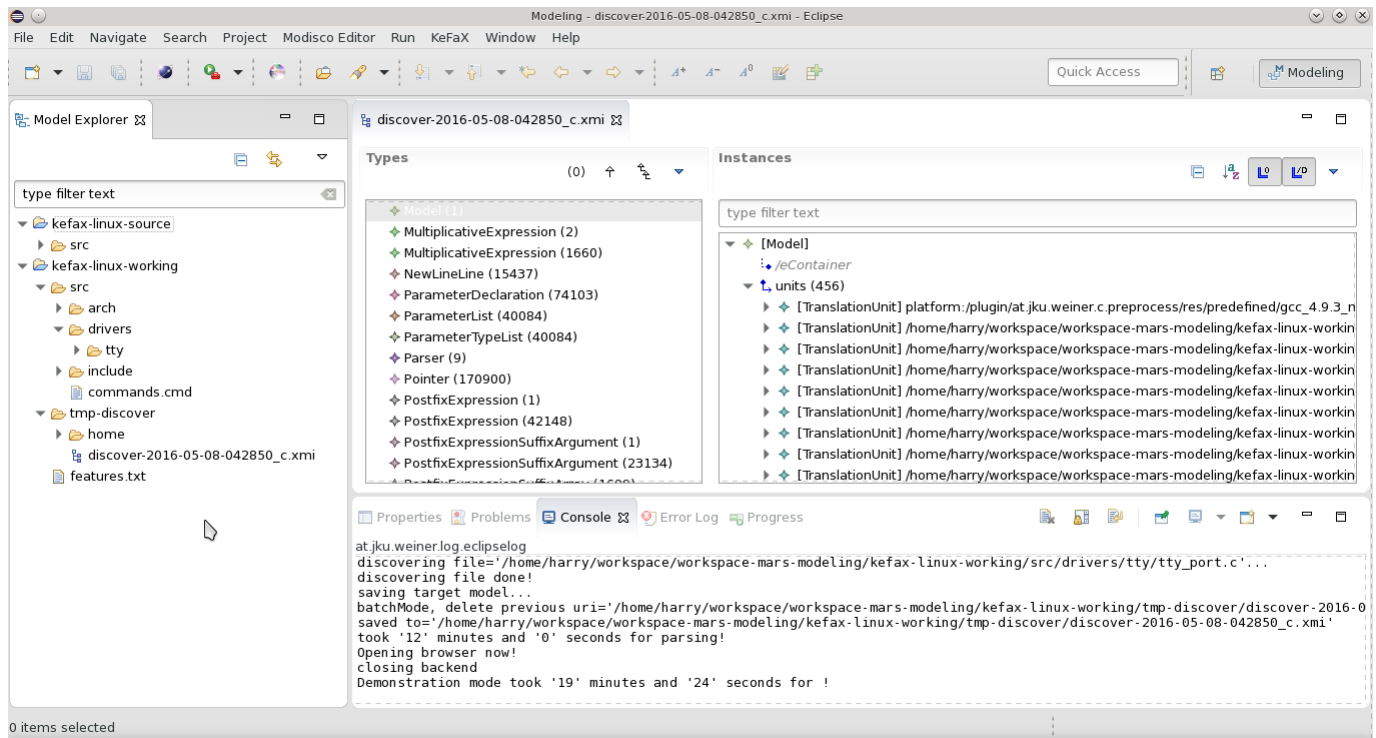 Modeling - discover-2016-05-08-042850_c.xmi - Eclipse
File Edit Navigate Search Project Modisco Editor Run KeFaX Window Help
Quick Access
Modeling
Model Explorer
type filter text
kefax-linux-source
src
kefax-linux-working
src
arch
drivers
tty
include
commands.cmd
tmp-discover
home
discover-2016-05-08-042850_c.xmi
features.txt
discover-2016-05-08-042850_c.xmi
Types
(0)
Model (1)
MultiplicativeExpression (2)
MultiplicativeExpression (1660)
NewLineLine (15437)
ParameterDeclaration (74103)
ParameterList (40084)
ParameterTypeList (40084)
Parser (9)
Pointer (170900)
PostfixExpression (1)
PostfixExpression (42148)
PostfixExpressionSuffixArgument (1)
PostfixExpressionSuffixArgument (23134)
PostfixExpressionSuffixArray (1609)
Instances
type filter text
[Model]
/eContainer
units (456)
[TranslationUnit] platform:/plugin/at.jku.weiner.c.preprocess/res/predefined/gcc_4.9.3_n
[TranslationUnit] /home/harry/workspace/workspace-mars-modeling/kefax-linux-workin
[TranslationUnit] /home/harry/workspace/workspace-mars-modeling/kefax-linux-workin
[TranslationUnit] /home/harry/workspace/workspace-mars-modeling/kefax-linux-workin
[TranslationUnit] /home/harry/workspace/workspace-mars-modeling/kefax-linux-workin
[TranslationUnit] /home/harry/workspace/workspace-mars-modeling/kefax-linux-workin
[TranslationUnit] /home/harry/workspace/workspace-mars-modeling/kefax-linux-workin
[TranslationUnit] /home/harry/workspace/workspace-mars-modeling/kefax-linux-workin
[TranslationUnit] /home/harry/workspace/workspace-mars-modeling/kefax-linux-workin
Properties Problems Console Error Log Progress
at.jku.weiner.log.eclipselog
discovering file='/home/harry/workspace/workspace-mars-modeling/kefax-linux-working/src/drivers/tty/tty_port.c'...
discovering file done!
saving target model...
batchMode, delete previous uri='/home/harry/workspace/workspace-mars-modeling/kefax-linux-working/tmp-discover/discover-2016-0
saved to='/home/harry/workspace/workspace-mars-modeling/kefax-linux-working/tmp-discover/discover-2016-05-08-042850_c.xmi'
took '12' minutes and '0' seconds for parsing!
Opening browser now!
closing backend
Demonstration mode took '19' minutes and '24' seconds for !
0 items selected